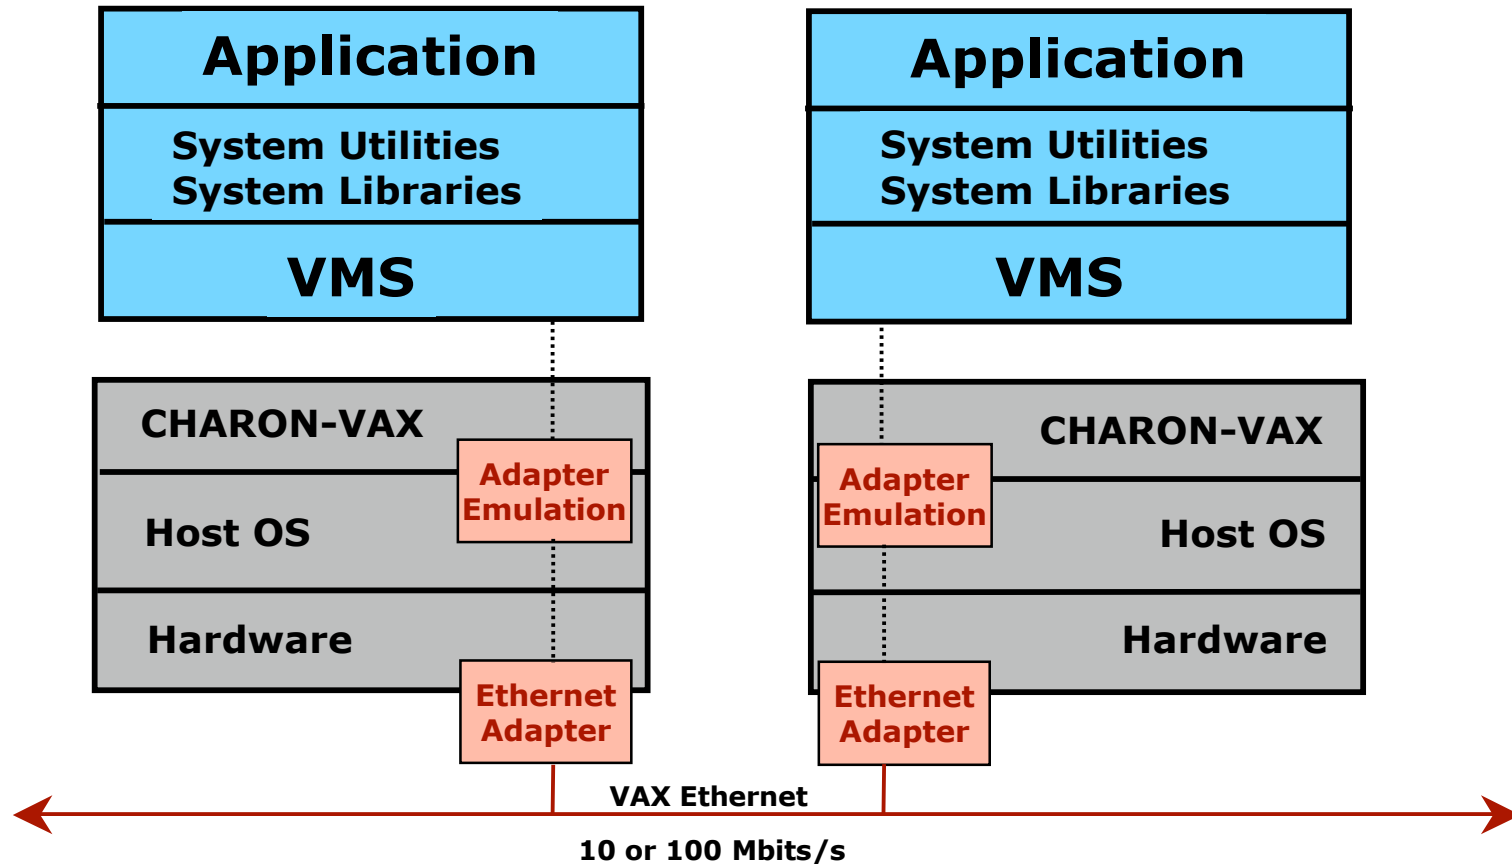 Application
System Utilities
System Libraries
VMS
CHARON-VAX
Adapter
Emulation
Host OS
Hardware
Ethernet
Adapter
Application
System Utilities
System Libraries
VMS
CHARON-VAX
Adapter
Emulation
Host OS
Hardware
Ethernet
Adapter
VAX Ethernet
10 or 100 Mbits/s